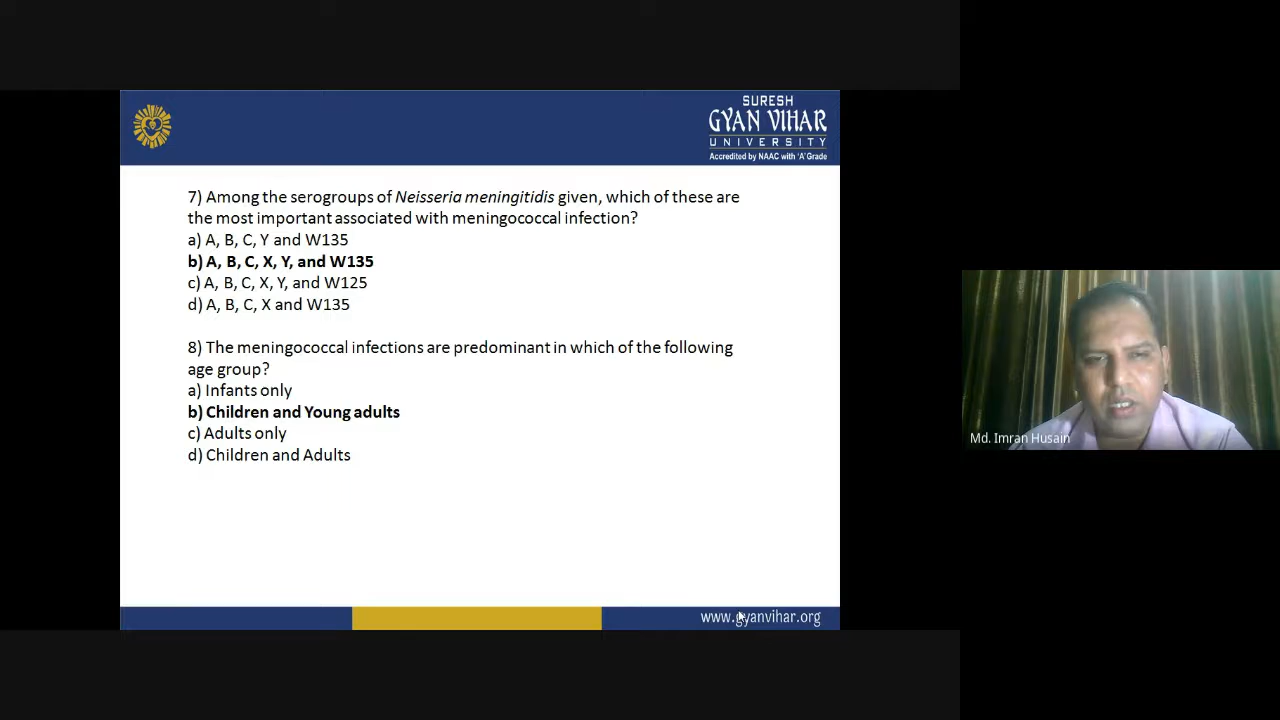 SURESH
GYAN VIHAR
UNIVERSITY
Accredited by NAAC with 'A' Grade
7) Among the serogroups of Neisseria meningitidis given, which of these are
the most important associated with meningococcal infection?
a) A, B, C, Y and W135
b) A, B, C, X, Y, and W135
c) A, B, C, X, Y, and W125
d) A, B, C, X and W135
8) The meningococcal infections are predominant in which of the following
age group?
a) Infants only
b) Children and Young adults
c) Adults only
d) Children and Adults
Md. Imran Husain
www.gyanvihar.org